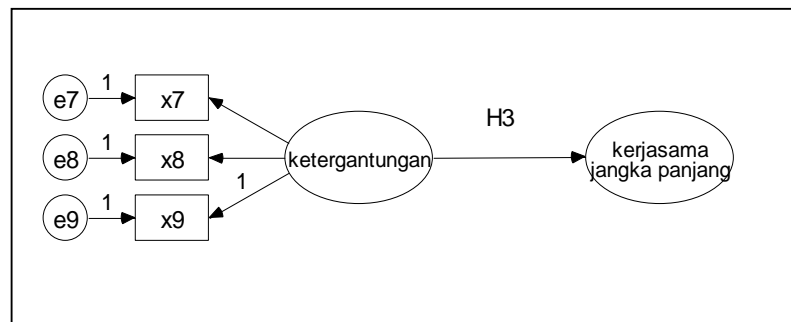 e7
1
x7
e8
1
x8
e9
1
x9
1
ketergantungan
H3
kerjasama
jangka panjang